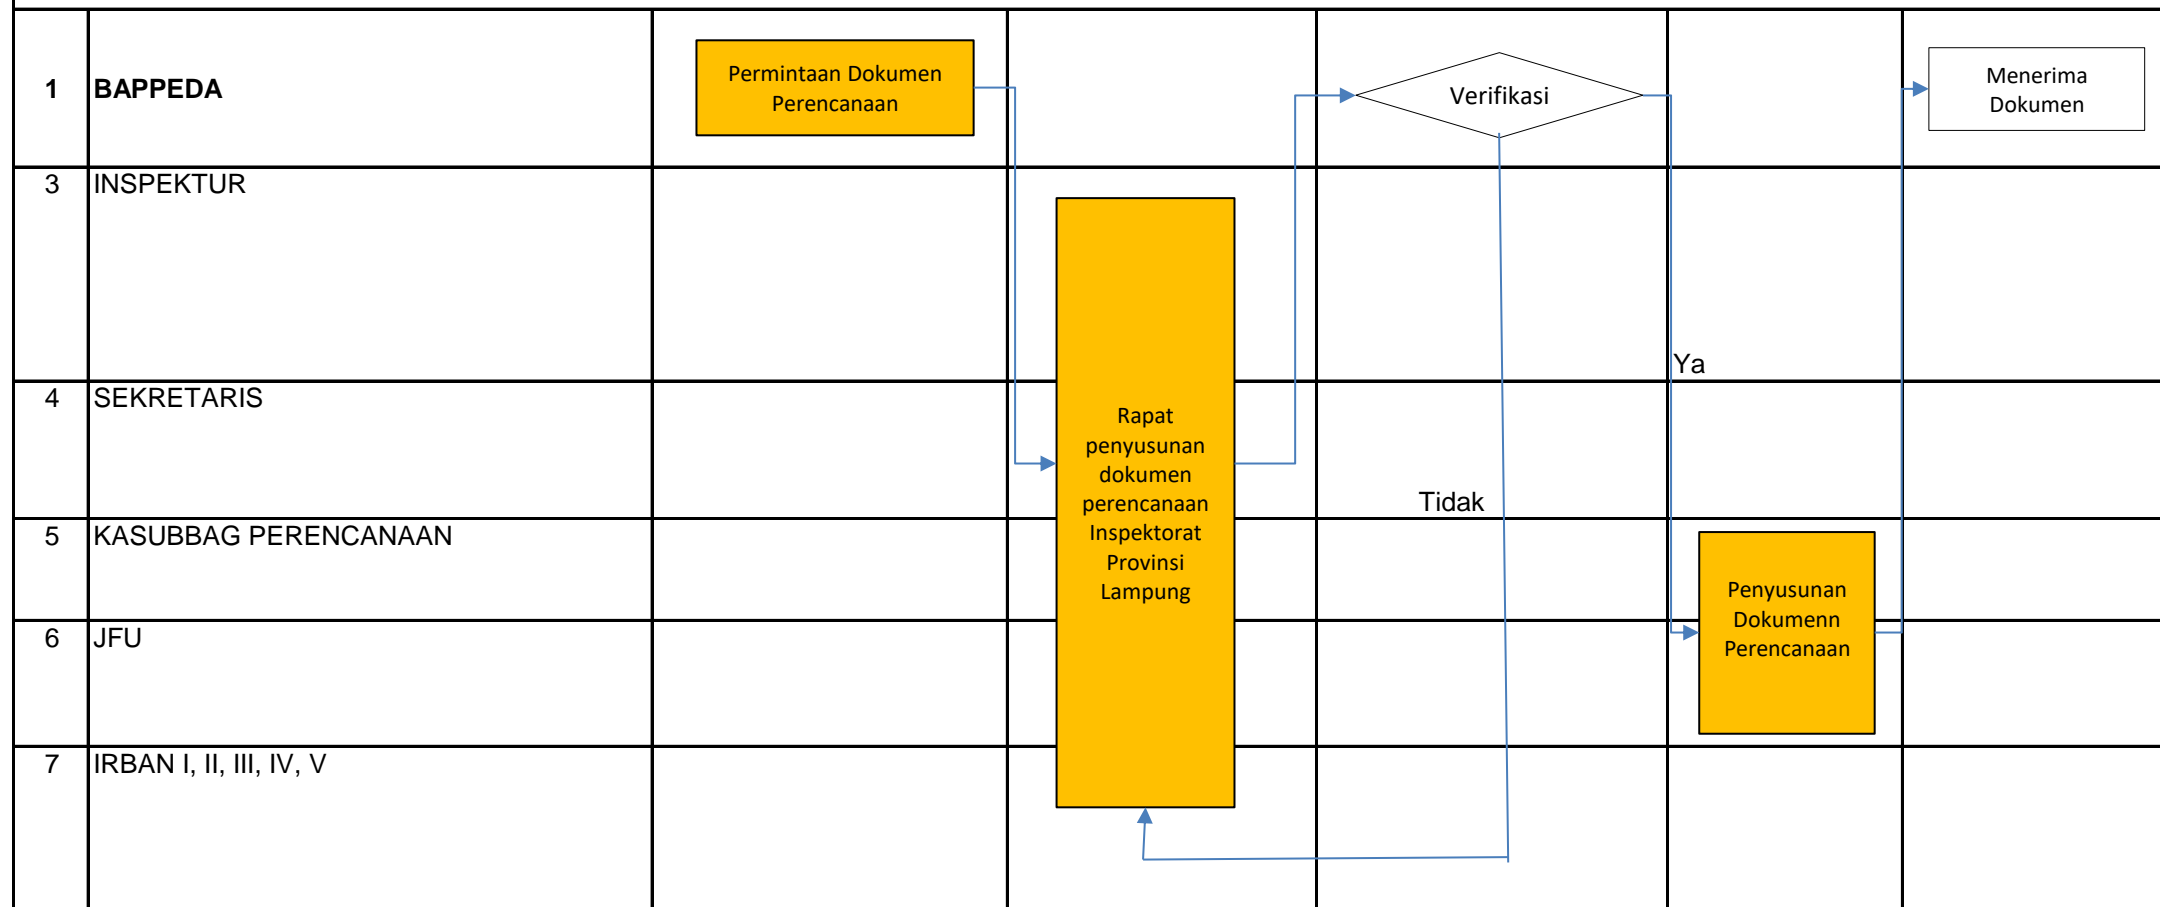 1 BAPPEDA
Permintaan Dokumen
Perencanaan
Verifikasi
Menerima
Dokumen
3 INSPEKTUR
Ya
4 SEKRETARIS
Rapat
penyusunan
dokumen
perencanaan
Inspektorat
Provinsi
Lampung
Tidak
5 KASUBBAG PERENCANAAN
Penyusunan
Dokumenn
Perencanaan
6 JFU
7 IRBAN I, II, III, IV, V